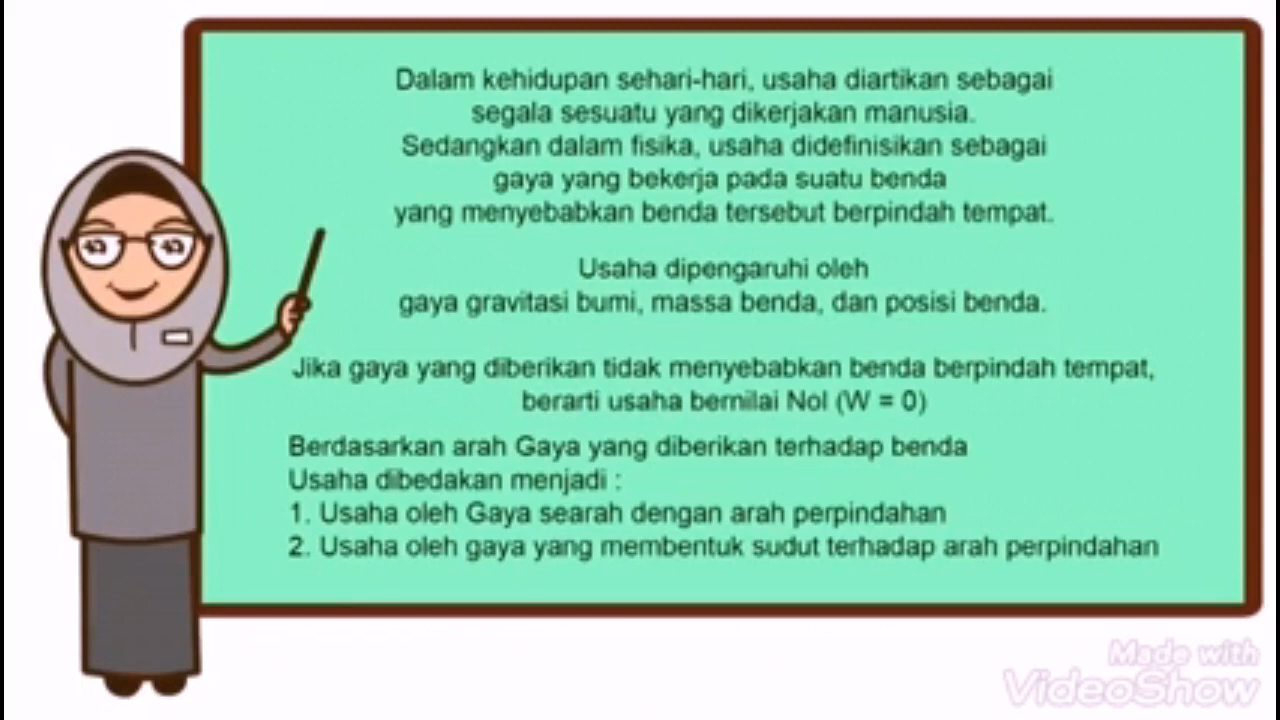 Dalam kehidupan sehari-hari, usaha diartikan sebagai
segala sesuatu yang dikerjakan manusia.
Sedangkan dalam fisika, usaha didefinisikan sebagai
gaya yang bekerja pada suatu benda
yang menyebabkan benda tersebut berpindah tempat.
Usaha dipengaruhi oleh
gaya gravitasi bumi, massa benda, dan posisi benda.
Jika gaya yang diberikan tidak menyebabkan benda berpindah tempat,
berarti usaha bernilai Nol (W = 0)
Berdasarkan arah Gaya yang diberikan terhadap benda
Usaha dibedakan menjadi :
1. Usaha oleh Gaya searah dengan arah perpindahan
2. Usaha oleh gaya yang membentuk sudut terhadap arah perpindahan
Made with
VideoShow